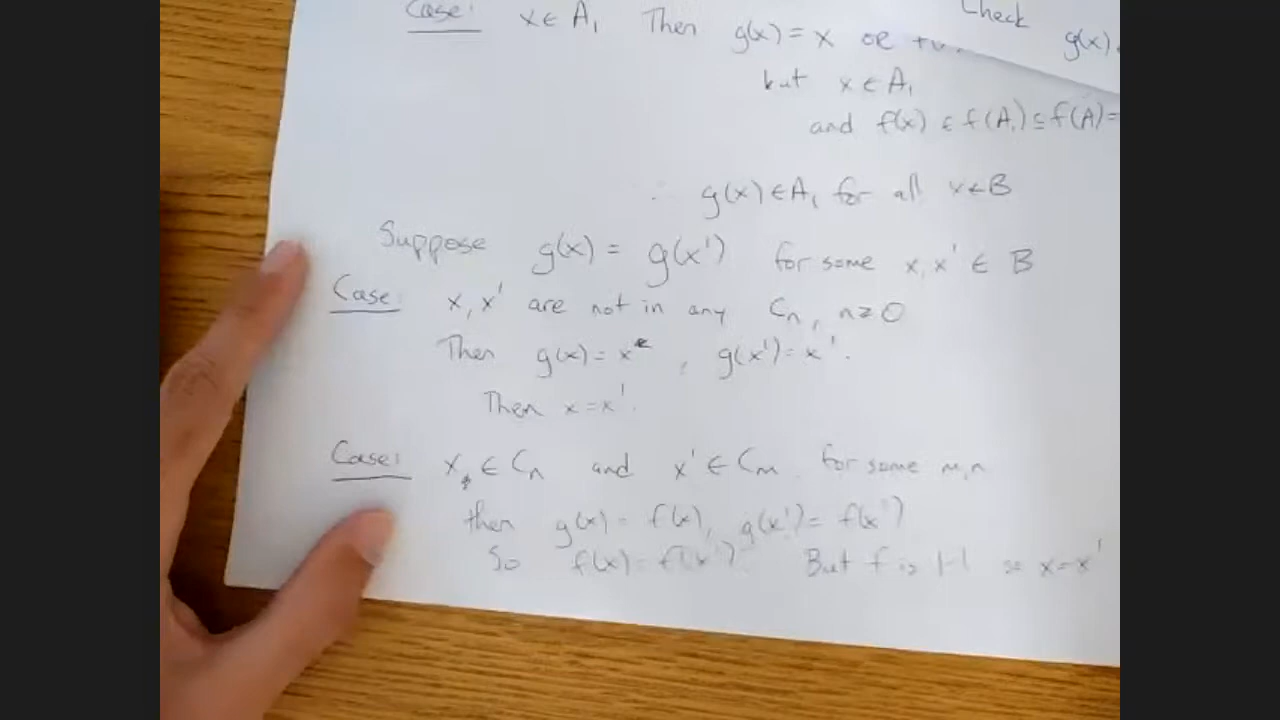 Case: x ∈ A₁ Then g(x) = x or
Check g(x)
but x ∈ A₁
and f(x) ∈ f(A₁) ⊆ f(A) =
∴ g(x) ∈ A₁ for all x ∈ B
Suppose g(x) = g(x') for some x, x' ∈ B
Case: x, x' are not in any Cₙ, n ≥ 0
Then g(x) = x , g(x') = x'.
Then x = x'.
Case: x ∈ Cₙ and x' ∈ Cₘ for some m, n
then g(x) = f(x), g(x') = f(x')
So f(x) = f(x') But f is 1-1 so x = x'